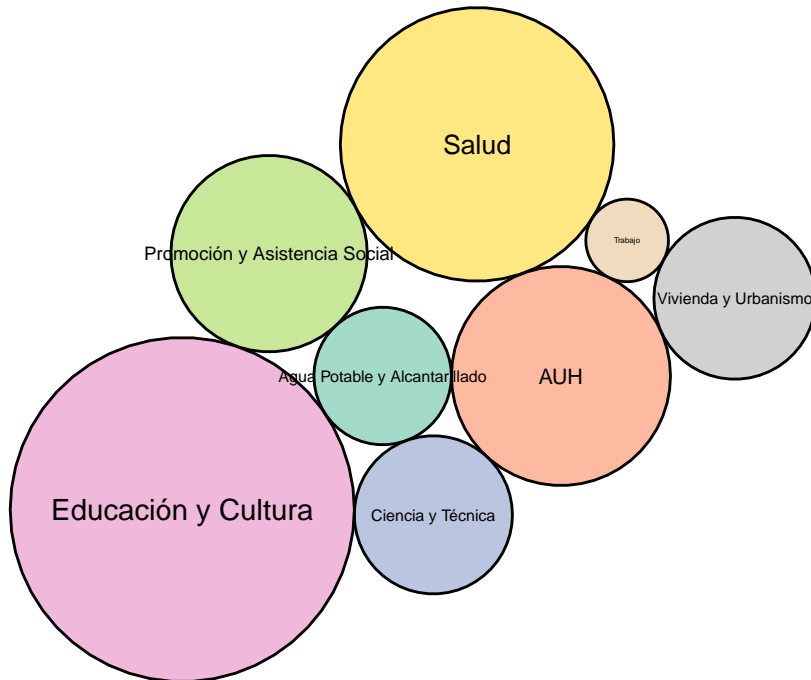 Salud
Trabajo
Promoción y Asistencia Social
Vivienda y Urbanismo
Agua Potable y Alcantarillado
AUH
Educación y Cultura
Ciencia y Técnica